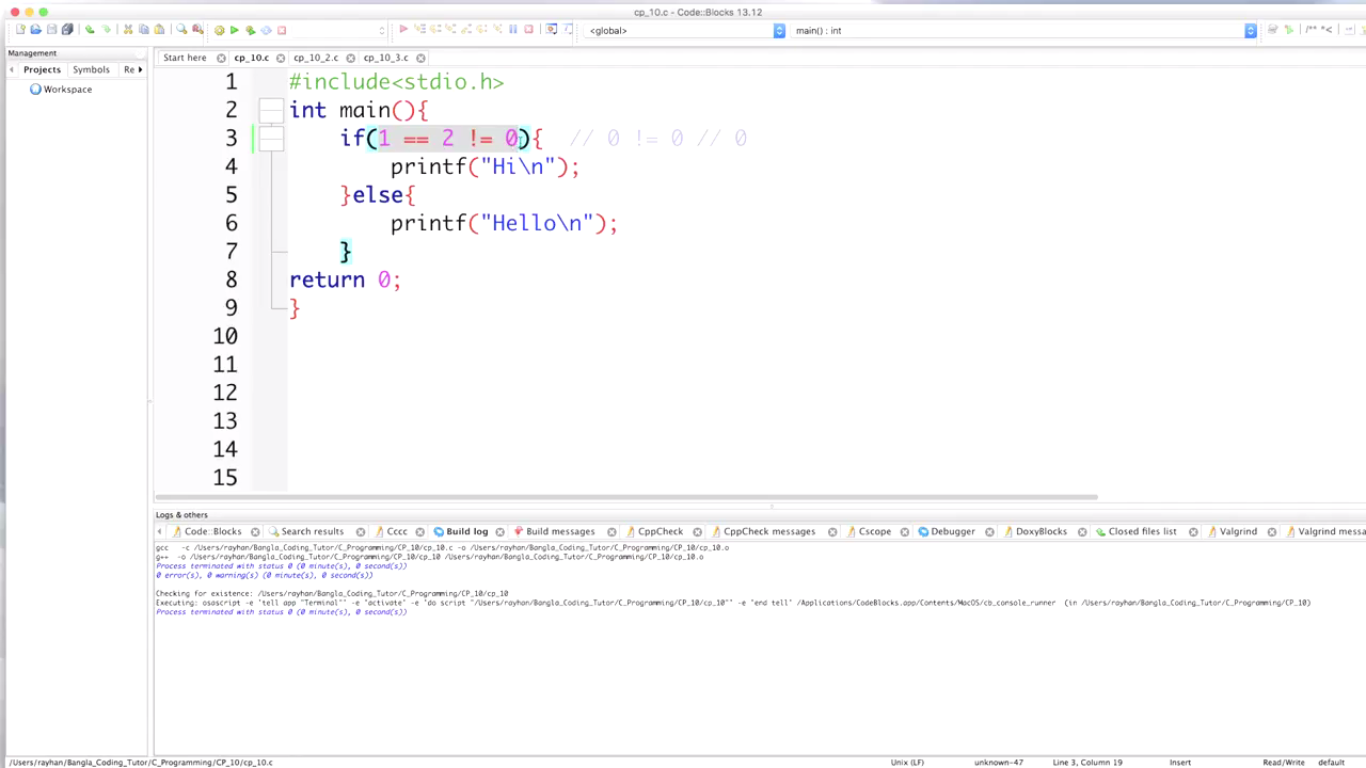 cp_10.c - Code::Blocks 13.12
<global>
main() : int
Management
Projects Symbols Re
Workspace
Start here cp_10.c cp_10_2.c cp_10_3.c
1 #include<stdio.h>
2 int main(){
3 if(1 == 2 != 0){ // 0 != 0 // 0
4 printf("Hi\n");
5 }else{
6 printf("Hello\n");
7 }
8 return 0;
9 }
10
11
12
13
14
15
Logs & others
Code::Blocks Search results Cccc Build log Build messages CppCheck CppCheck messages Cscope Debugger DoxyBlocks Closed files list Valgrind Valgrind messa
gcc -c /Users/rayhan/Bangla_Coding_Tutor/C_Programming/CP_10/cp_10.c -o /Users/rayhan/Bangla_Coding_Tutor/C_Programming/CP_10/cp_10.o
g++ -o /Users/rayhan/Bangla_Coding_Tutor/C_Programming/CP_10/cp_10 /Users/rayhan/Bangla_Coding_Tutor/C_Programming/CP_10/cp_10.o
Process terminated with status 0 (0 minute(s), 0 second(s))
0 error(s), 0 warning(s) (0 minute(s), 0 second(s))
Checking for existence: /Users/rayhan/Bangla_Coding_Tutor/C_Programming/CP_10/cp_10
Executing: osascript -e 'tell app "Terminal"' -e 'activate' -e 'do script "/Users/rayhan/Bangla_Coding_Tutor/C_Programming/CP_10/cp_10"' -e "end tell" /Applications/CodeBlocks.app/Contents/MacOS/cb_console_runner (in /Users/rayhan/Bangla_Coding_Tutor/C_Programming/CP_10)
Process terminated with status 0 (0 minute(s), 0 second(s))
/Users/rayhan/Bangla_Coding_Tutor/C_Programming/CP_10/cp_10.c Unix (LF) unknown-47 Line 3, Column 19 Insert Read/Write default